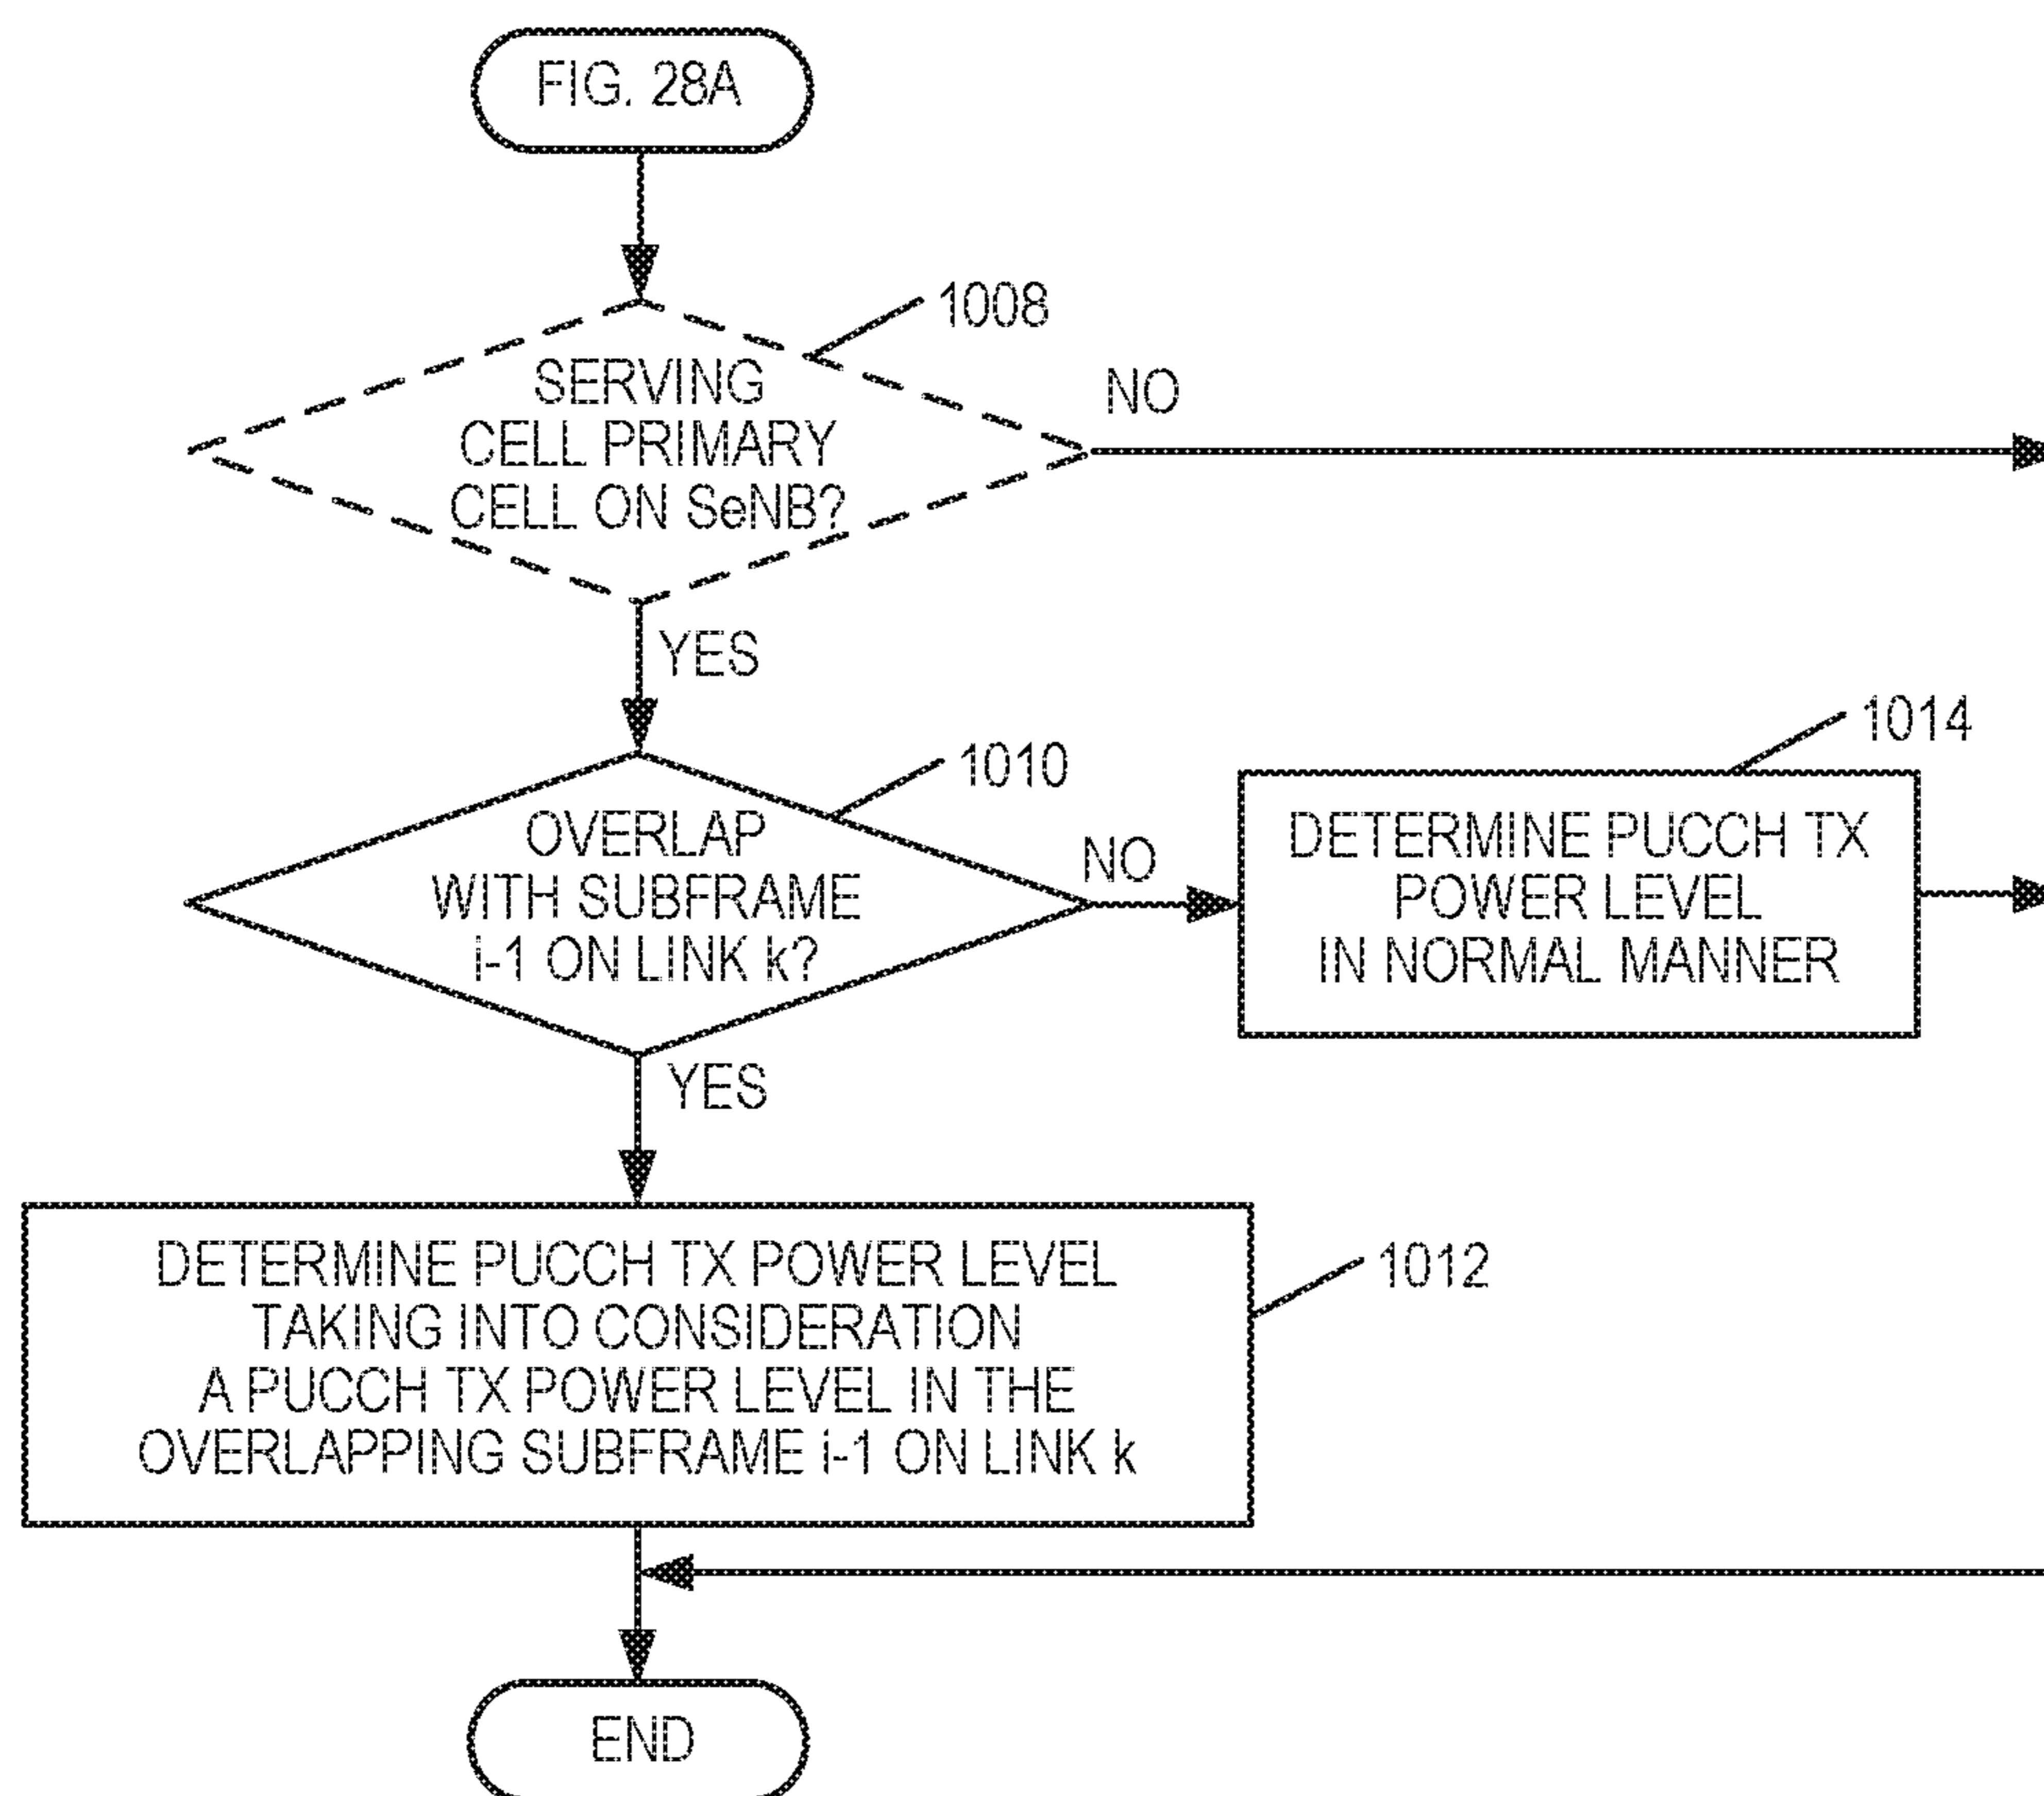 FIG. 28A
1008
SERVING
CELL PRIMARY
CELL ON SeNB?
NO
YES
1010
OVERLAP
WITH SUBFRAME
i-1 ON LINK k?
NO
1014
DETERMINE PUCCH TX
POWER LEVEL
IN NORMAL MANNER
YES
1012
DETERMINE PUCCH TX POWER LEVEL
TAKING INTO CONSIDERATION
A PUCCH TX POWER LEVEL IN THE
OVERLAPPING SUBFRAME i-1 ON LINK k
END